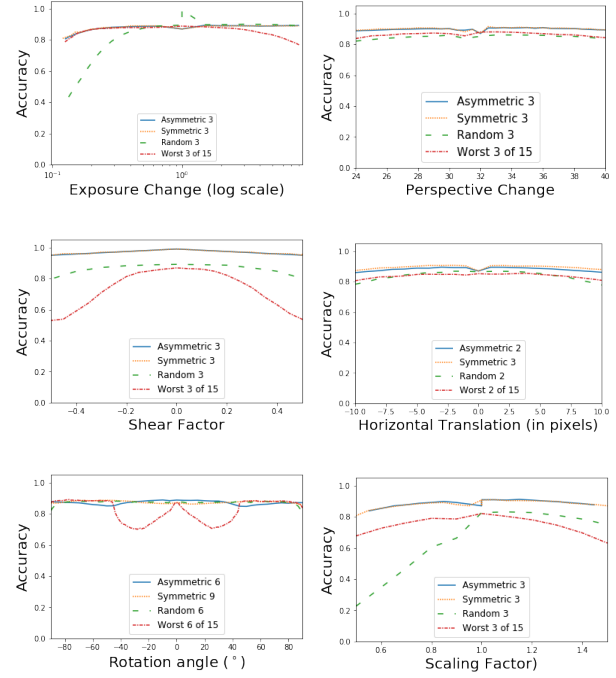 Accuracy
1.0
0.8
0.6
0.4
0.2
0.0
Asymmetric 3
Symmetric 3
Random 3
Worst 3 of 15
10⁻¹ 10⁰
Exposure Change (log scale)
Accuracy
1.0
0.8
0.6
0.4
0.2
0.0
Asymmetric 3
Symmetric 3
Random 3
Worst 3 of 15
24 26 28 30 32 34 36 38 40
Perspective Change
Accuracy
1.0
0.8
0.6
0.4
0.2
0.0
Asymmetric 3
Symmetric 3
Random 3
Worst 3 of 15
−0.4 −0.2 0.0 0.2 0.4
Shear Factor
Accuracy
1.0
0.8
0.6
0.4
0.2
0.0
Asymmetric 2
Symmetric 3
Random 2
Worst 2 of 15
−10.0 −7.5 −5.0 −2.5 0.0 2.5 5.0 7.5 10.0
Horizontal Translation (in pixels)
Accuracy
1.0
0.8
0.6
0.4
0.2
0.0
Asymmetric 6
Symmetric 9
Random 6
Worst 6 of 15
−80 −60 −40 −20 0 20 40 60 80
Rotation angle (°)
Accuracy
1.0
0.8
0.6
0.4
0.2
0.0
Asymmetric 3
Symmetric 3
Random 3
Worst 3 of 15
0.6 0.8 1.0 1.2 1.4
Scaling Factor)